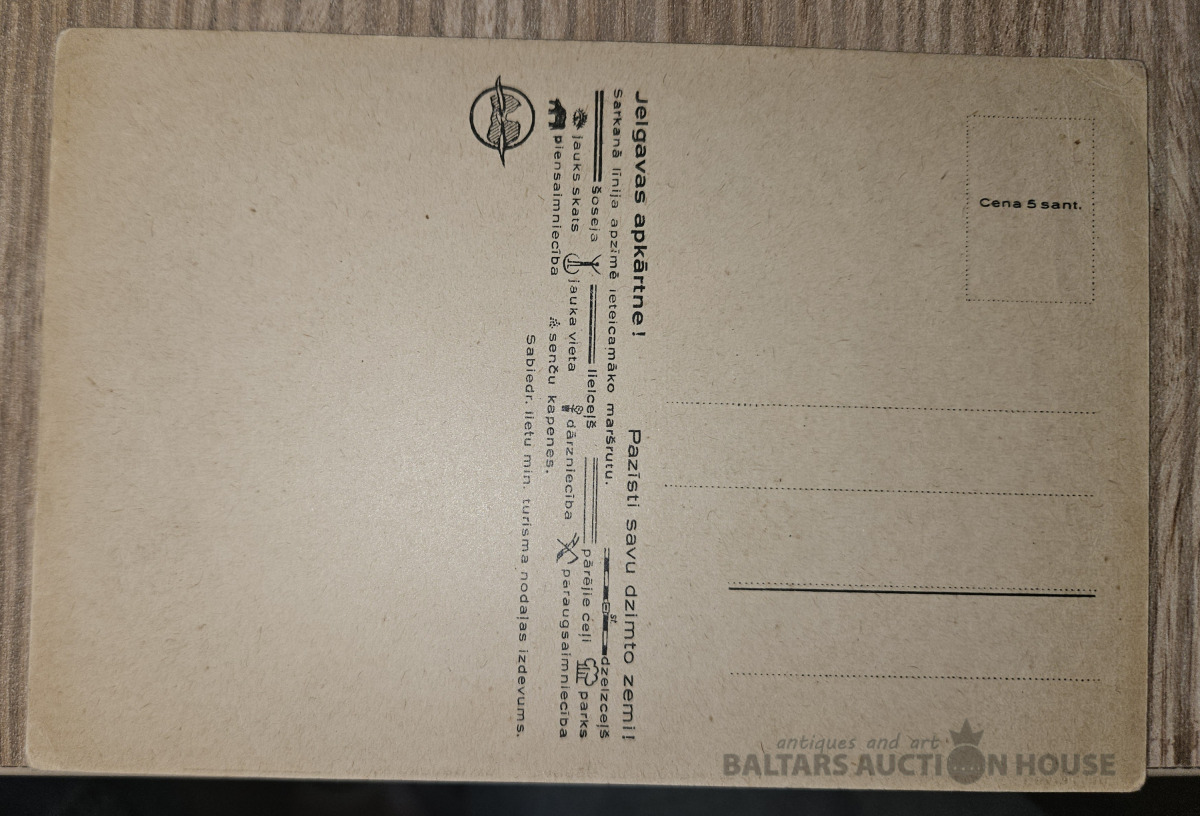 Jelgavas apkārtne! Pazīsti savu dzimto zemi!
Sarkanā līnija apzīmē ieteicamāko maršrutu.
šoseja lielceļš pārējie ceļi st. dzelzceļš
jauks skats jauka vieta dārzniecība paraugsaimniecība parks
piensaimniecība senču kapenes.
Sabiedr. lietu min. turisma nodaļas izdevums.
Cena 5 sant.
antiques and art
BALTARS AUCTION HOUSE